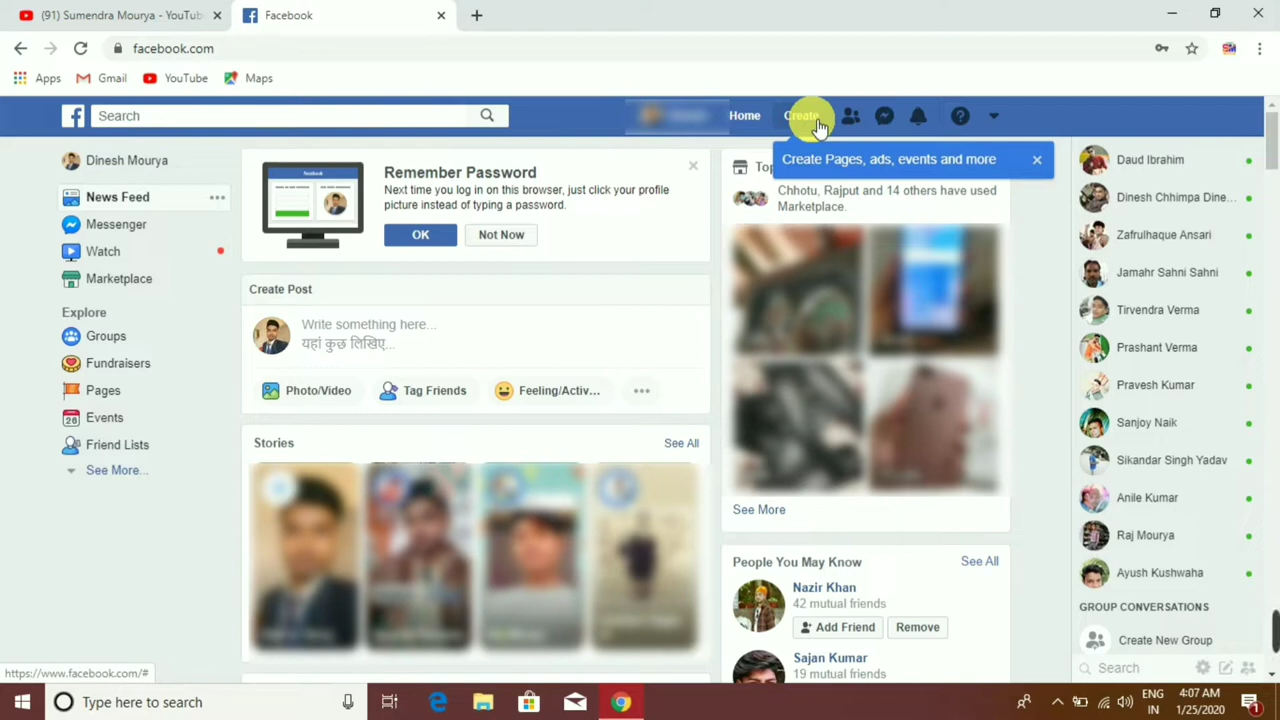 (91) Sumendra Mourya - YouTub
Facebook
facebook.com
Apps
Gmail
YouTube
Maps
Search
Home
Create
Create Pages, ads, events and more
Dinesh Mourya
News Feed
Messenger
Watch
Marketplace
Explore
Groups
Fundraisers
Pages
Events
Friend Lists
See More...
Remember Password
Next time you log in on this browser, just click your profile
picture instead of typing a password.
OK
Not Now
Create Post
Write something here...
यहां कुछ लिखिए...
Photo/Video
Tag Friends
Feeling/Activ...
Stories
See All
Top
Chhotu, Rajput and 14 others have used
Marketplace.
See More
People You May Know
See All
Nazir Khan
42 mutual friends
Add Friend
Remove
Sajan Kumar
19 mutual friends
Daud Ibrahim
Dinesh Chhimpa Dine...
Zafrulhaque Ansari
Jamahr Sahni Sahni
Tirvendra Verma
Prashant Verma
Pravesh Kumar
Sanjoy Naik
Sikandar Singh Yadav
Anile Kumar
Raj Mourya
Ayush Kushwaha
GROUP CONVERSATIONS
Create New Group
Search
https://www.facebook.com/#
Type here to search
ENG
IN
4:07 AM
1/25/2020